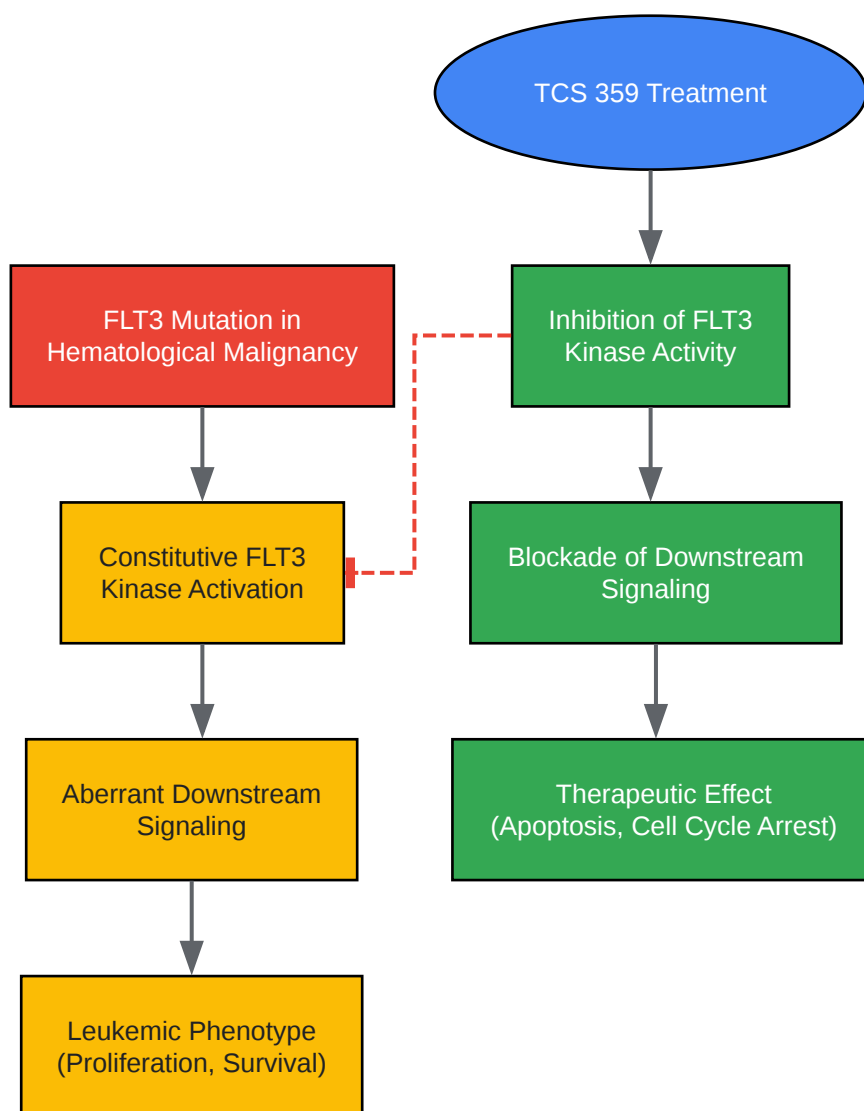 TCS 359 Treatment
FLT3 Mutation in
Hematological Malignancy
Inhibition of FLT3
Kinase Activity
Constitutive FLT3
Kinase Activation
Blockade of Downstream
Signaling
Aberrant Downstream
Signaling
Therapeutic Effect
(Apoptosis, Cell Cycle Arrest)
Leukemic Phenotype
(Proliferation, Survival)